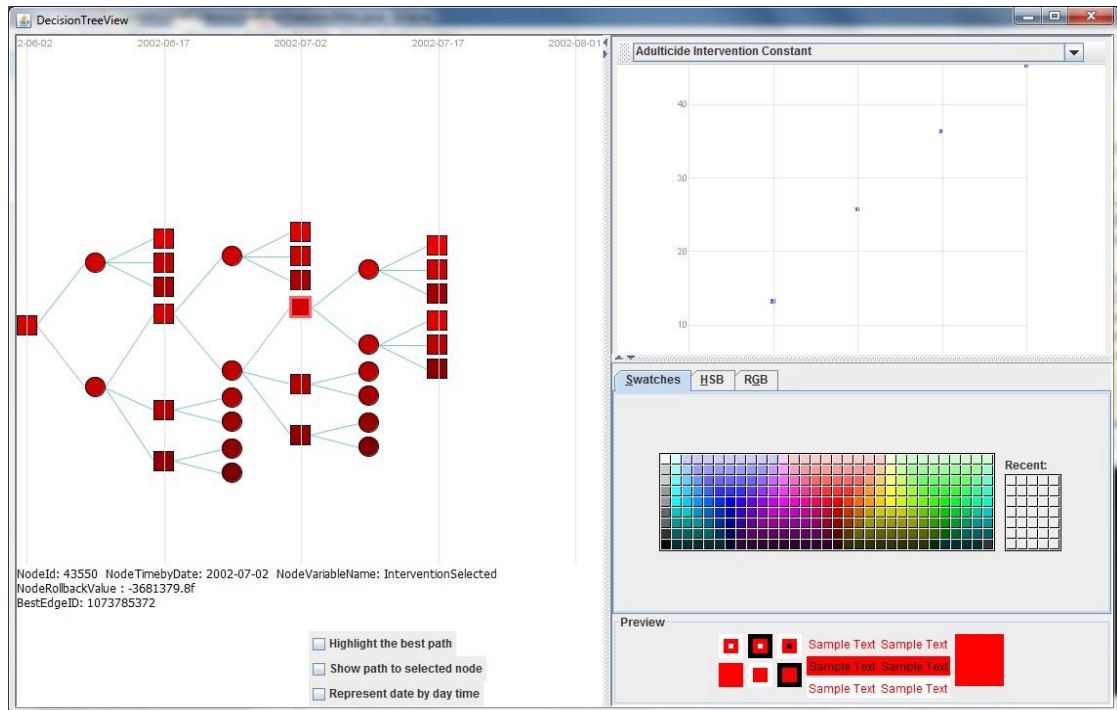 DecisionTreeView
2-06-02 2002-06-17 2002-07-02 2002-07-17 2002-08-01
Adulticide Intervention Constant
40
30
20
10
Swatches HSB RGB
Recent:
NodeId: 43550 NodeTimebyDate: 2002-07-02 NodeVariableName: InterventionSelected
NodeRollbackValue : -3681379.8f
BestEdgeID: 1073785372
Highlight the best path
Show path to selected node
Represent date by day time
Preview
Sample Text Sample Text
Sample Text Sample Text
Sample Text Sample Text